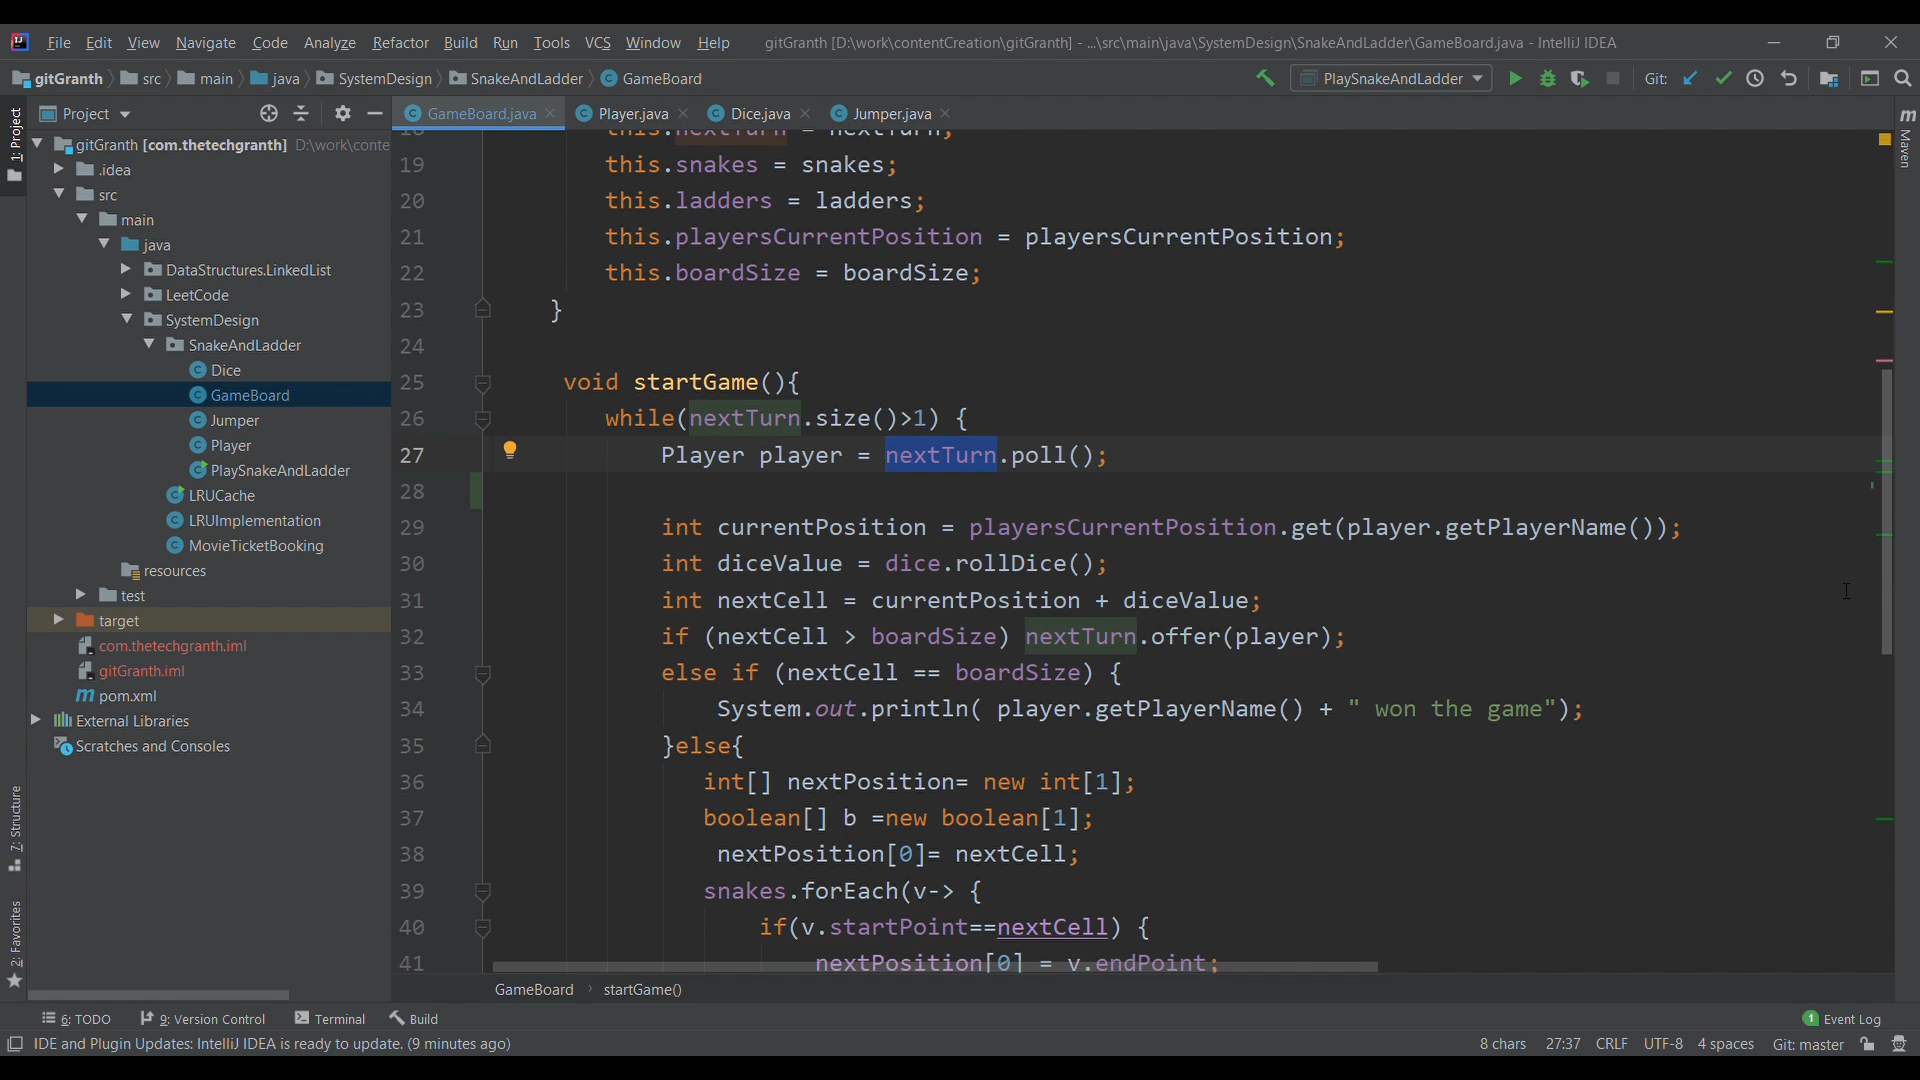 File Edit View Navigate Code Analyze Refactor Build Run Tools VCS Window Help gitGranth [D:\work\contentCreation\gitGranth] - ...\src\main\java\SystemDesign\SnakeAndLadder\GameBoard.java - IntelliJ IDEA
gitGranth src main java SystemDesign SnakeAndLadder GameBoard PlaySnakeAndLadder Git:
Project GameBoard.java Player.java Dice.java Jumper.java
1: Project
Maven
gitGranth [com.thetechgranth] D:\work\conte
.idea
src
main
java
DataStructures.LinkedList
LeetCode
SystemDesign
SnakeAndLadder
Dice
GameBoard
Jumper
Player
PlaySnakeAndLadder
LRUCache
LRUImplementation
MovieTicketBooking
resources
test
target
com.thetechgranth.iml
gitGranth.iml
pom.xml
External Libraries
Scratches and Consoles
7: Structure
2: Favorites
18 this.nextTurn = nextTurn;
19 this.snakes = snakes;
20 this.ladders = ladders;
21 this.playersCurrentPosition = playersCurrentPosition;
22 this.boardSize = boardSize;
23 }
24
25 void startGame(){
26 while(nextTurn.size()>1) {
27 Player player = nextTurn.poll();
28
29 int currentPosition = playersCurrentPosition.get(player.getPlayerName());
30 int diceValue = dice.rollDice();
31 int nextCell = currentPosition + diceValue;
32 if (nextCell > boardSize) nextTurn.offer(player);
33 else if (nextCell == boardSize) {
34 System.out.println( player.getPlayerName() + " won the game");
35 }else{
36 int[] nextPosition= new int[1];
37 boolean[] b =new boolean[1];
38 nextPosition[0]= nextCell;
39 snakes.forEach(v-> {
40 if(v.startPoint==nextCell) {
41 nextPosition[0] = v.endPoint;
GameBoard startGame()
6: TODO 9: Version Control Terminal Build 1 Event Log
IDE and Plugin Updates: IntelliJ IDEA is ready to update. (9 minutes ago) 8 chars 27:37 CRLF UTF-8 4 spaces Git: master